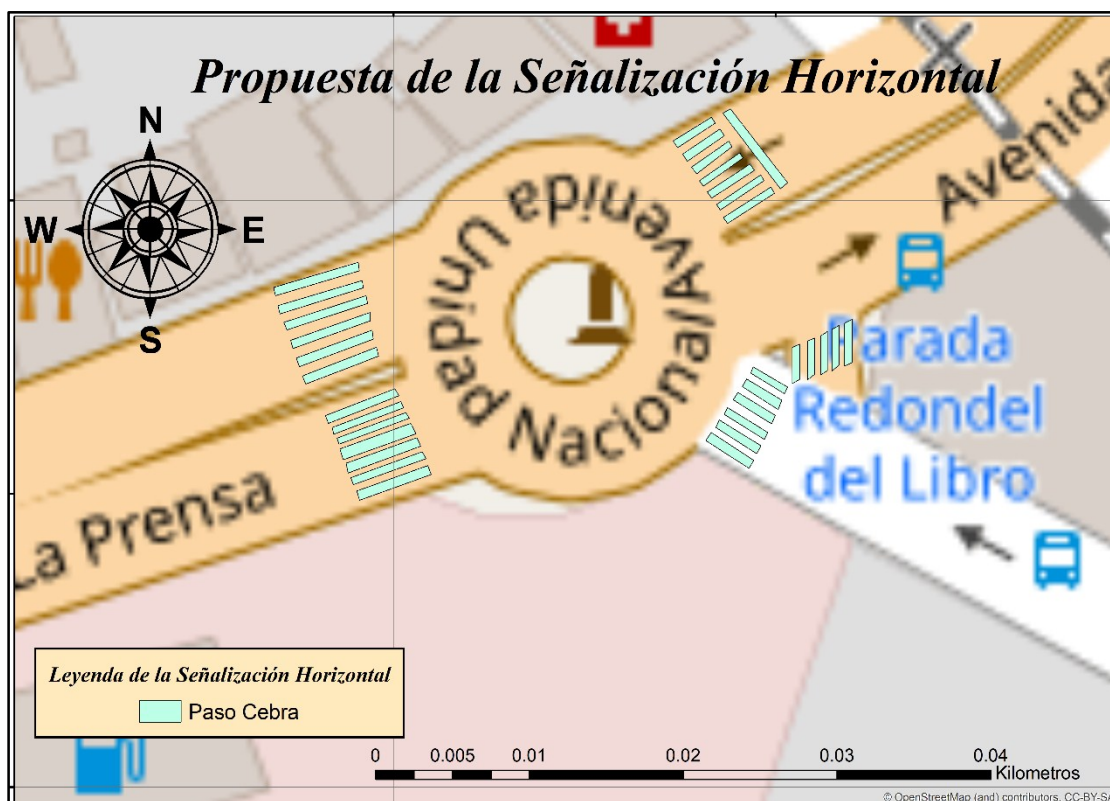 Propuesta de la Señalización Horizontal
N
W E
S
Avenida Unidad Nacional
Avenida
La Prensa
Parada
Redondel
del Libro
Leyenda de la Señalización Horizontal
Paso Cebra
0 0.005 0.01 0.02 0.03 0.04
Kilometros
© OpenStreetMap (and) contributors, CC-BY-SA